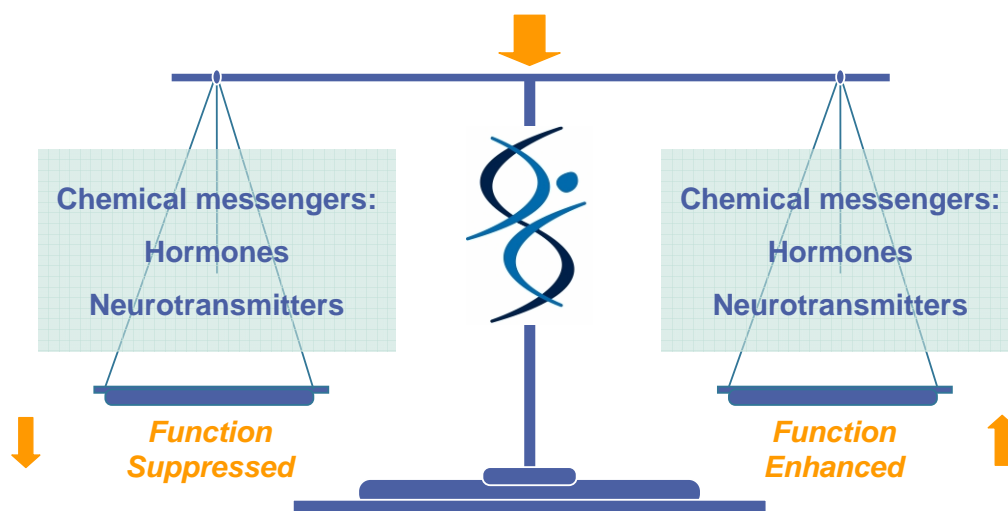 Chemical messengers:
Hormones
Neurotransmitters
Function
Suppressed
Chemical messengers:
Hormones
Neurotransmitters
Function
Enhanced